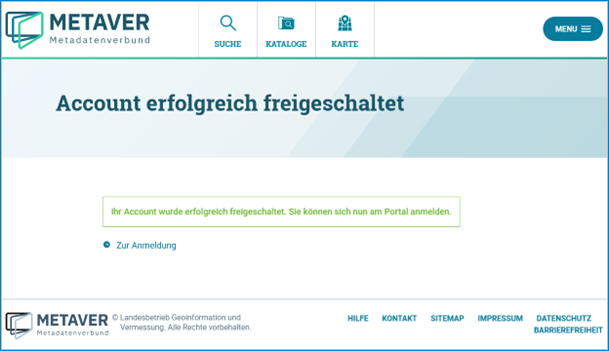 METAVER
Metadatenverbund
SUCHE
KATALOGE
KARTE
MENU
Account erfolgreich freigeschaltet
Ihr Account wurde erfolgreich freigeschaltet. Sie können sich nun am Portal anmelden.
Zur Anmeldung
METAVER
Metadatenverbund
© Landesbetrieb Geoinformation und
Vermessung. Alle Rechte vorbehalten.
HILFE KONTAKT SITEMAP IMPRESSUM DATENSCHUTZ
BARRIEREFREIHEIT